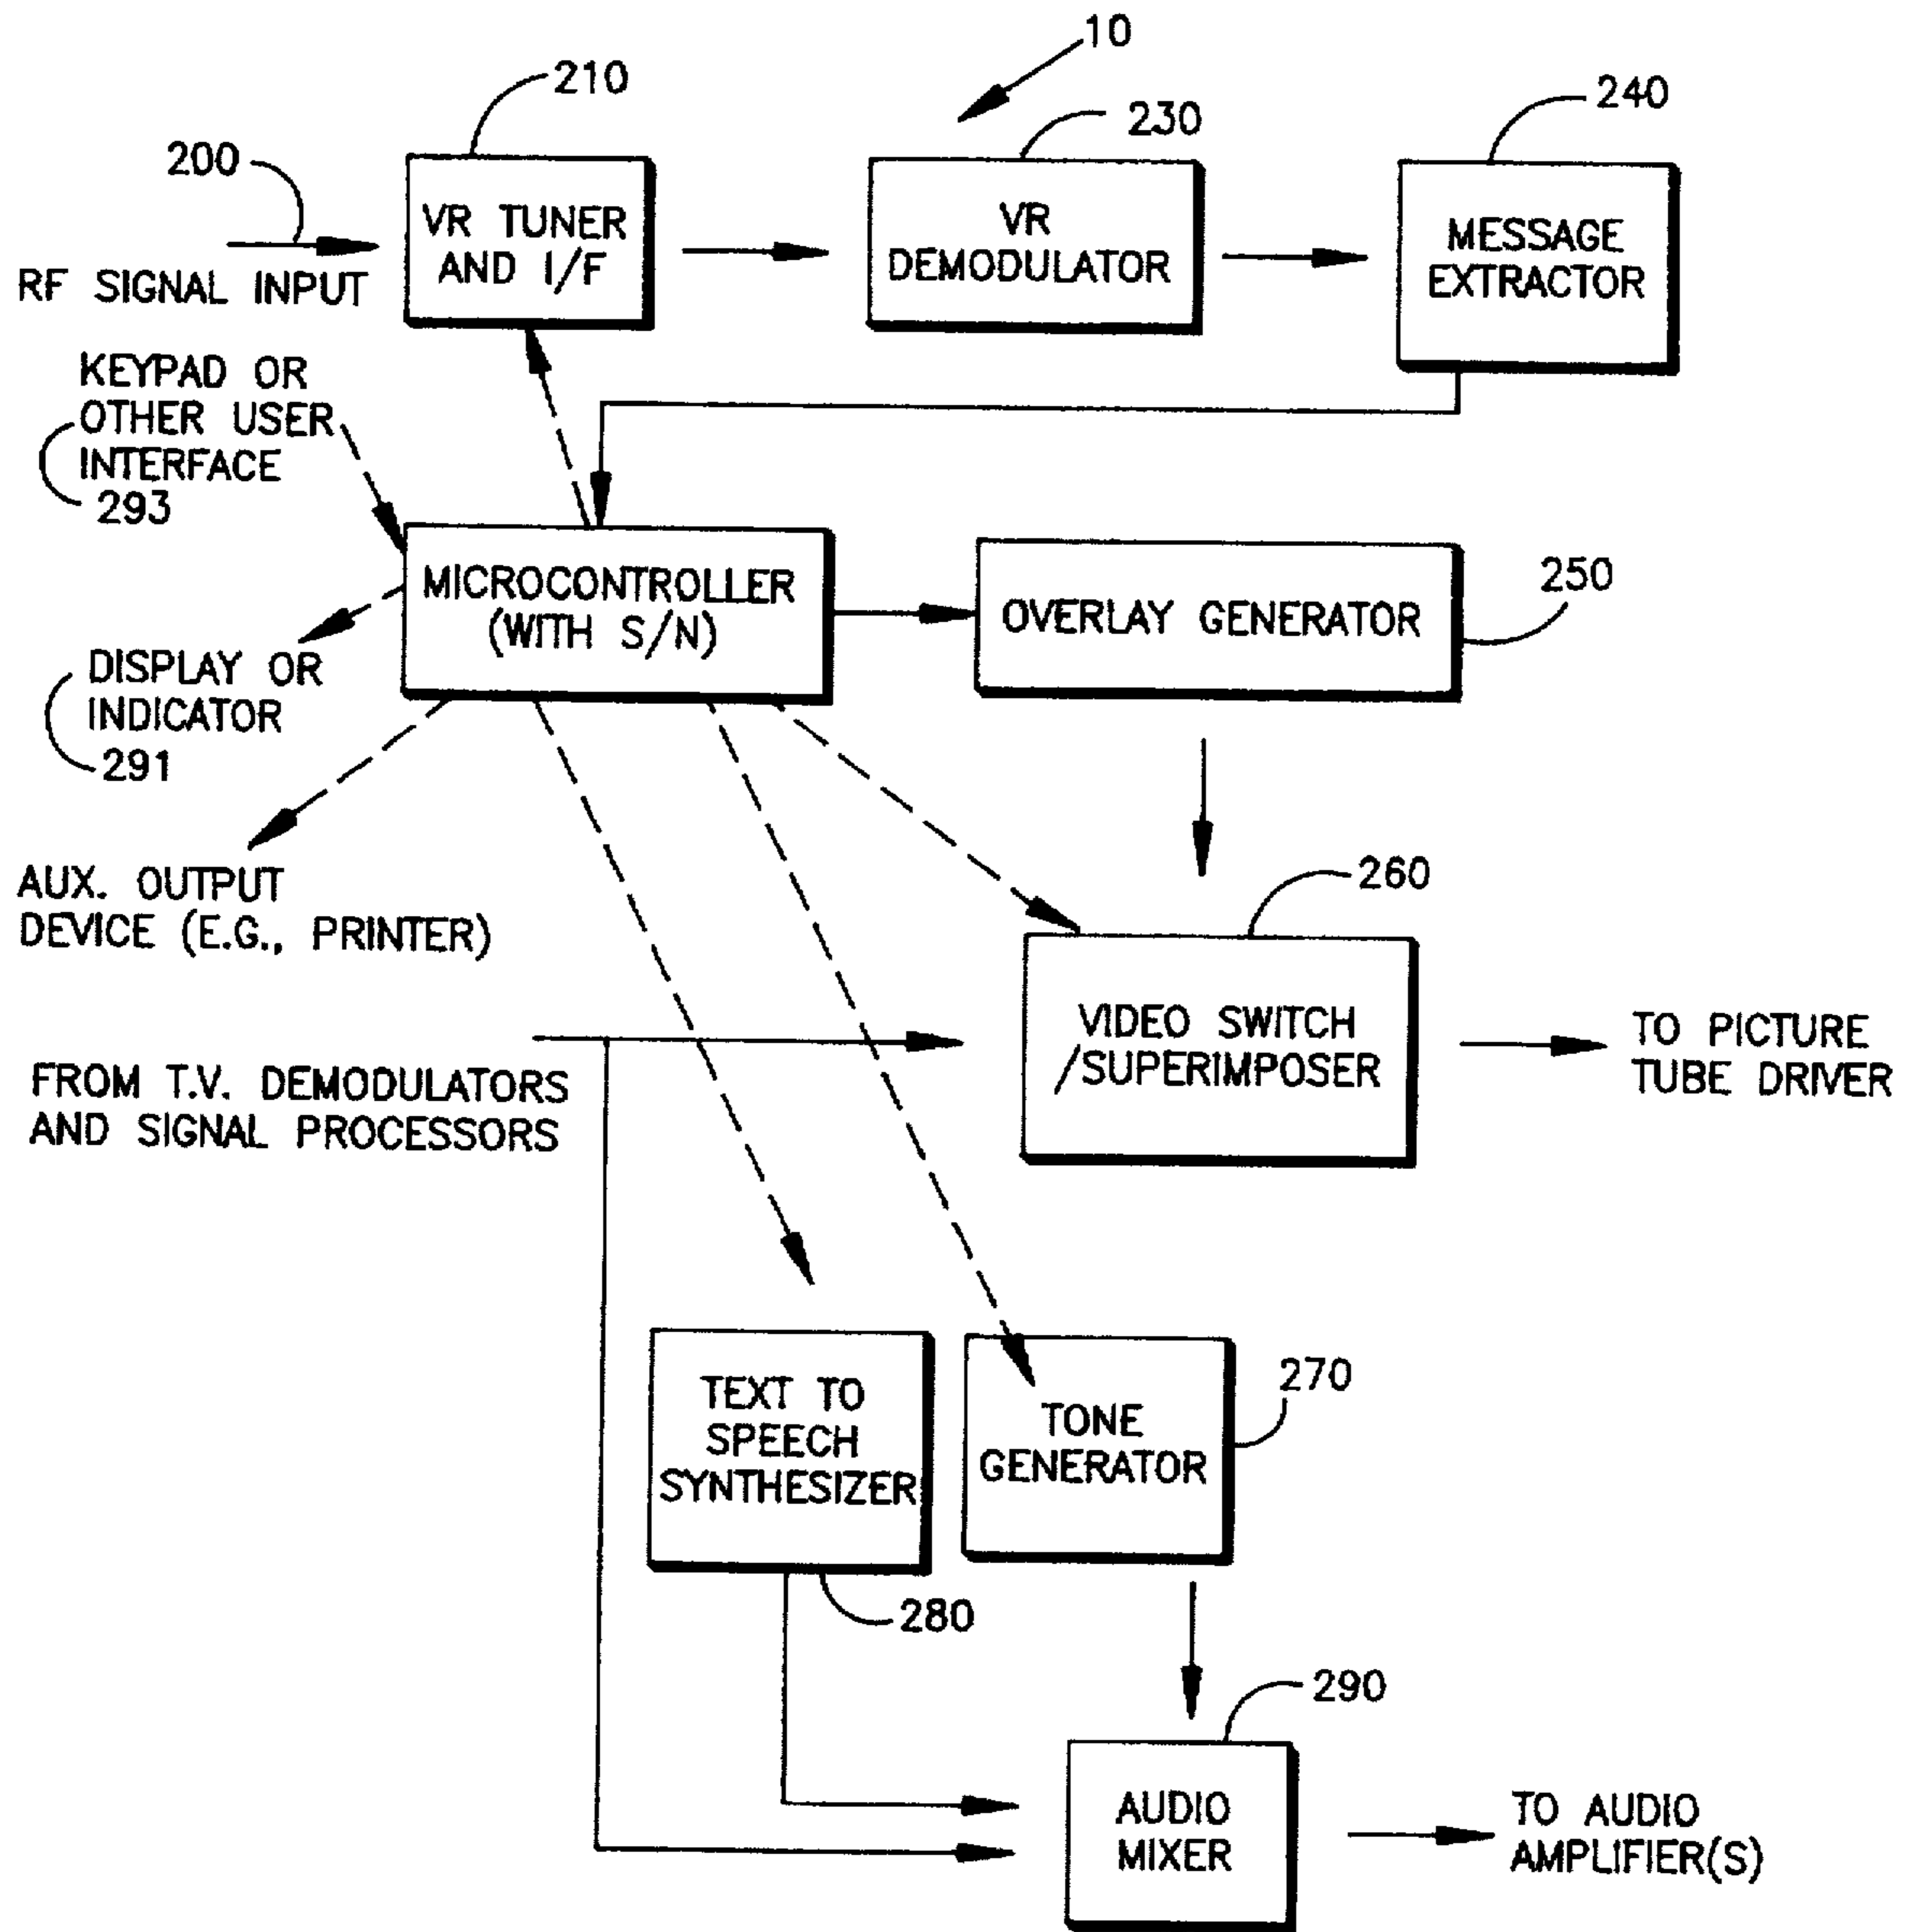 10
210
230
240
200
VR TUNER
AND I/F
VR
DEMODULATOR
MESSAGE
EXTRACTOR
RF SIGNAL INPUT
KEYPAD OR
OTHER USER
INTERFACE
293
MICROCONTROLLER
(WITH S/N)
OVERLAY GENERATOR
250
DISPLAY OR
INDICATOR
291
AUX. OUTPUT
DEVICE (E.G., PRINTER)
260
VIDEO SWITCH
/SUPERIMPOSER
TO PICTURE
TUBE DRIVER
FROM T.V. DEMODULATORS
AND SIGNAL PROCESSORS
TEXT TO
SPEECH
SYNTHESIZER
280
TONE
GENERATOR
270
290
AUDIO
MIXER
TO AUDIO
AMPLIFIER(S)